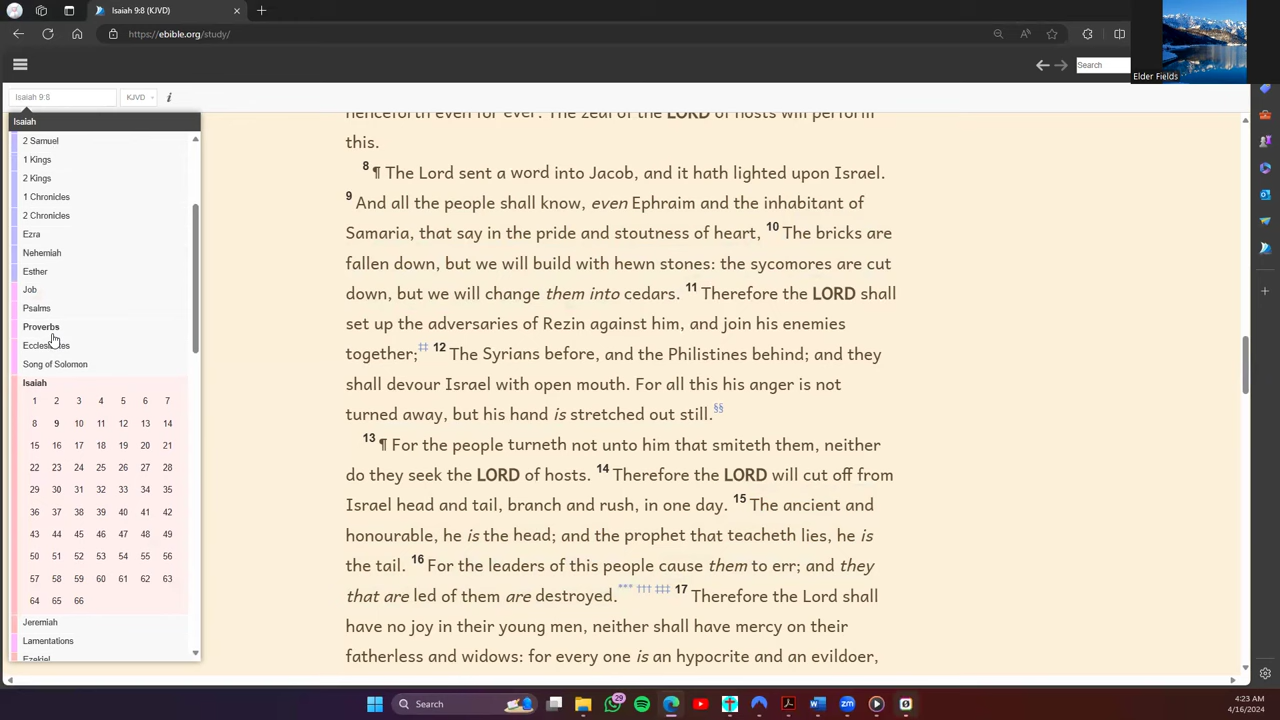 Isaiah 9:8 (KJVD)
https://ebible.org/study/
Elder Fields
Search
Isaiah 9:8
KJVD
i
Isaiah
2 Samuel
1 Kings
2 Kings
1 Chronicles
2 Chronicles
Ezra
Nehemiah
Esther
Job
Psalms
Proverbs
Ecclesiastes
Song of Solomon
Isaiah
1 2 3 4 5 6 7
8 9 10 11 12 13 14
15 16 17 18 19 20 21
22 23 24 25 26 27 28
29 30 31 32 33 34 35
36 37 38 39 40 41 42
43 44 45 46 47 48 49
50 51 52 53 54 55 56
57 58 59 60 61 62 63
64 65 66
Jeremiah
Lamentations
Ezekiel
henceforth even for ever. The zeal of the LORD of hosts will perform
this.
8 ¶ The Lord sent a word into Jacob, and it hath lighted upon Israel.
9 And all the people shall know, even Ephraim and the inhabitant of
Samaria, that say in the pride and stoutness of heart, 10 The bricks are
fallen down, but we will build with hewn stones: the sycomores are cut
down, but we will change them into cedars. 11 Therefore the LORD shall
set up the adversaries of Rezin against him, and join his enemies
together;‡‡ 12 The Syrians before, and the Philistines behind; and they
shall devour Israel with open mouth. For all this his anger is not
turned away, but his hand is stretched out still.§§
13 ¶ For the people turneth not unto him that smiteth them, neither
do they seek the LORD of hosts. 14 Therefore the LORD will cut off from
Israel head and tail, branch and rush, in one day. 15 The ancient and
honourable, he is the head; and the prophet that teacheth lies, he is
the tail. 16 For the leaders of this people cause them to err; and they
that are led of them are destroyed.*** ††† ‡‡‡ 17 Therefore the Lord shall
have no joy in their young men, neither shall have mercy on their
fatherless and widows: for every one is an hypocrite and an evildoer,
Search
29
4:23 AM
4/16/2024